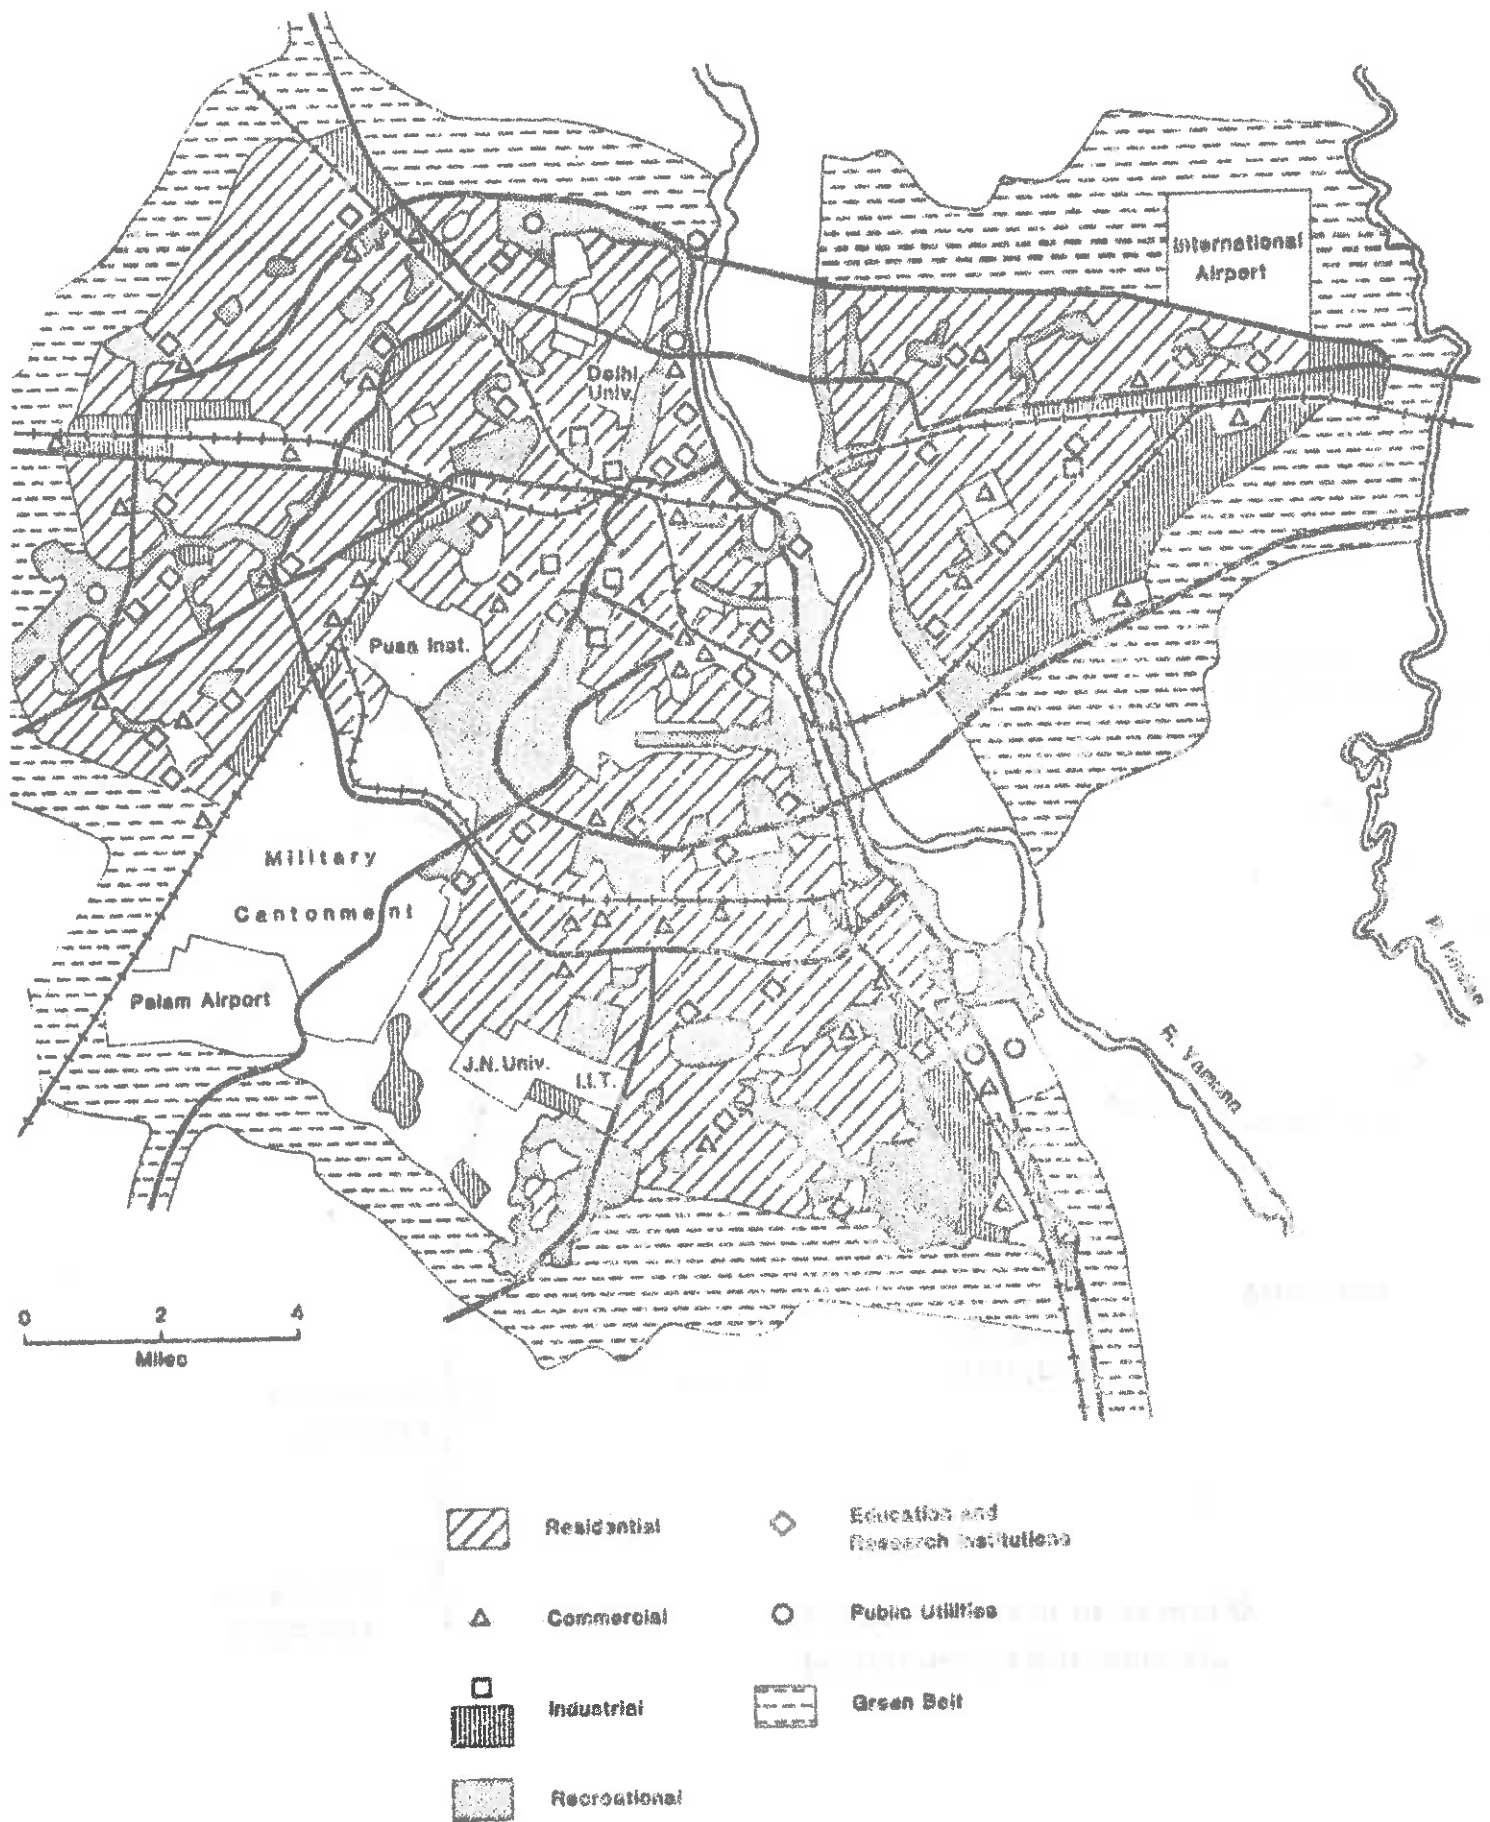 International
Airport
Delhi
Univ.
Pusa Inst.
Military
Cantonment
Palam Airport
J.N. Univ.
I.I.T.
R. Yamuna
0 2 4
Miles
Residential
Education and
Research Institutions
Commercial
Public Utilities
Industrial
Green Belt
Recreational